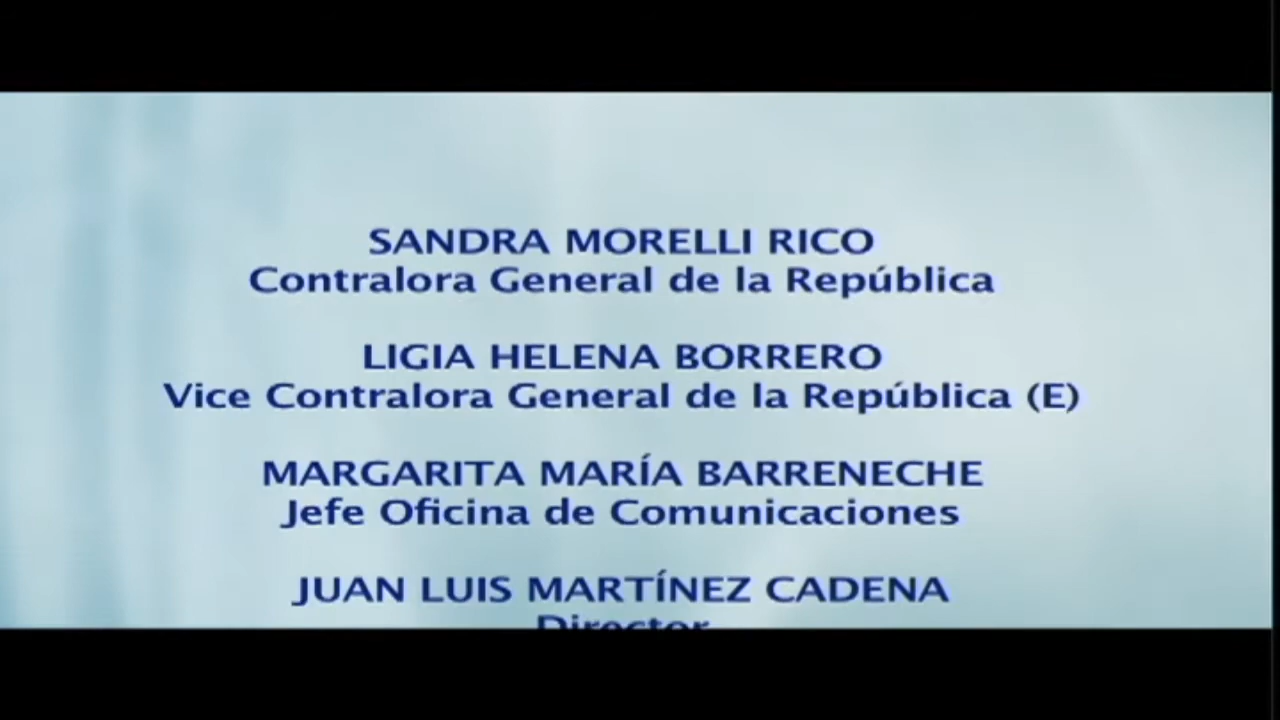 SANDRA MORELLI RICO
Contralora General de la República
LIGIA HELENA BORRERO
Vice Contralora General de la República (E)
MARGARITA MARÍA BARRENECHE
Jefe Oficina de Comunicaciones
JUAN LUIS MARTÍNEZ CADENA
Director